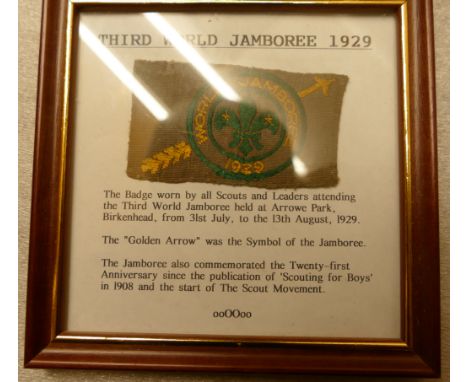 THIRD WORLD JAMBOREE 1929
WORLD JAMBOREE
1929
The Badge worn by all Scouts and Leaders attending
the Third World Jamboree held at Arrowe Park,
Birkenhead, from 31st July, to the 13th August, 1929.
The "Golden Arrow" was the Symbol of the Jamboree.
The Jamboree also commemorated the Twenty-first
Anniversary since the publication of 'Scouting for Boys'
in 1908 and the start of The Scout Movement.
ooOOoo